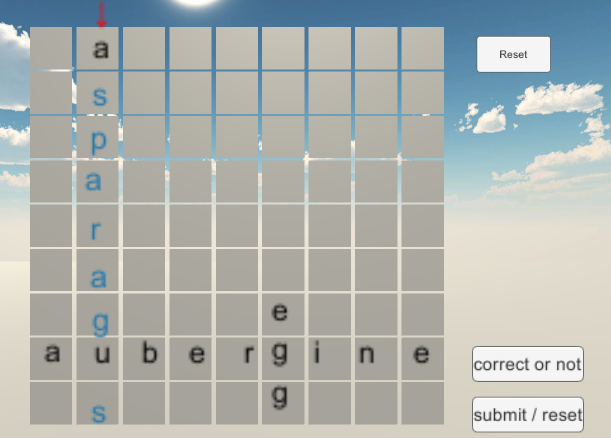 a
s
p
a
r
a
g e
a u b e r g i n e
s g
Reset
correct or not
submit / reset